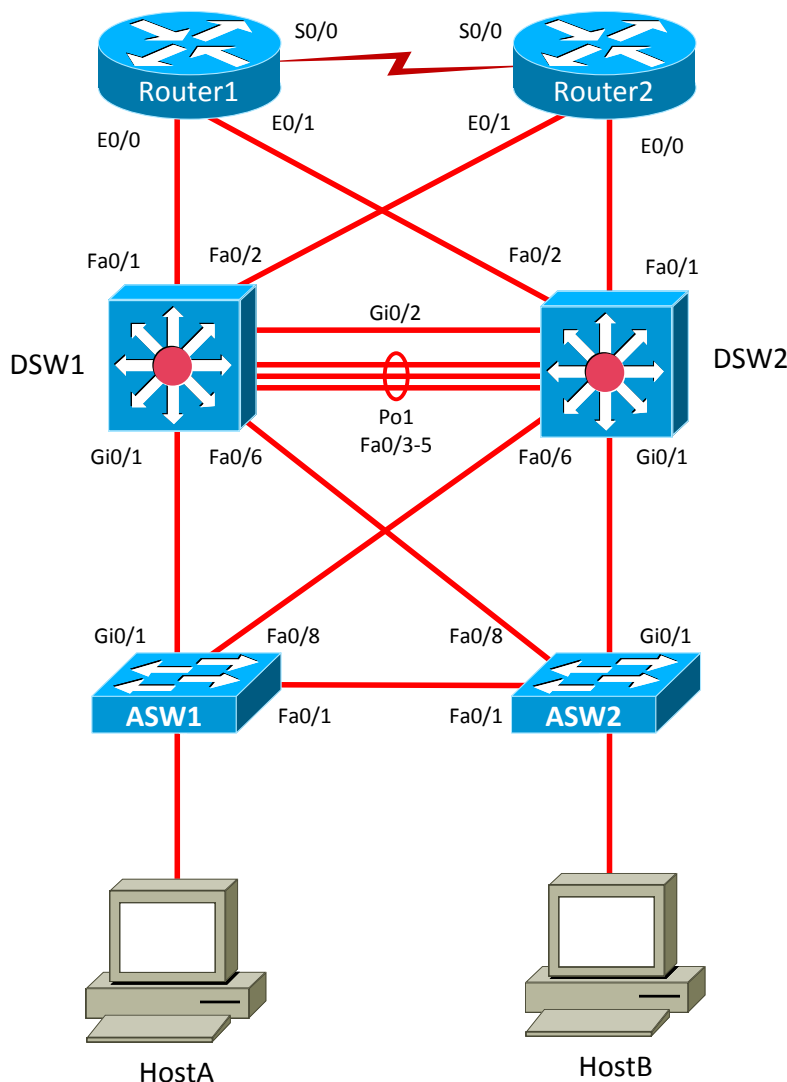 S0/0
S0/0
Router1
Router2
E0/1
E0/1
E0/0
E0/0
Fa0/1
Fa0/2
Fa0/2
Fa0/1
Gi0/2
DSW1
DSW2
Po1
Fa0/3-5
Gi0/1
Fa0/6
Fa0/6
Gi0/1
Gi0/1
Fa0/8
Fa0/8
Gi0/1
ASW1
Fa0/1
Fa0/1
ASW2
HostA
HostB